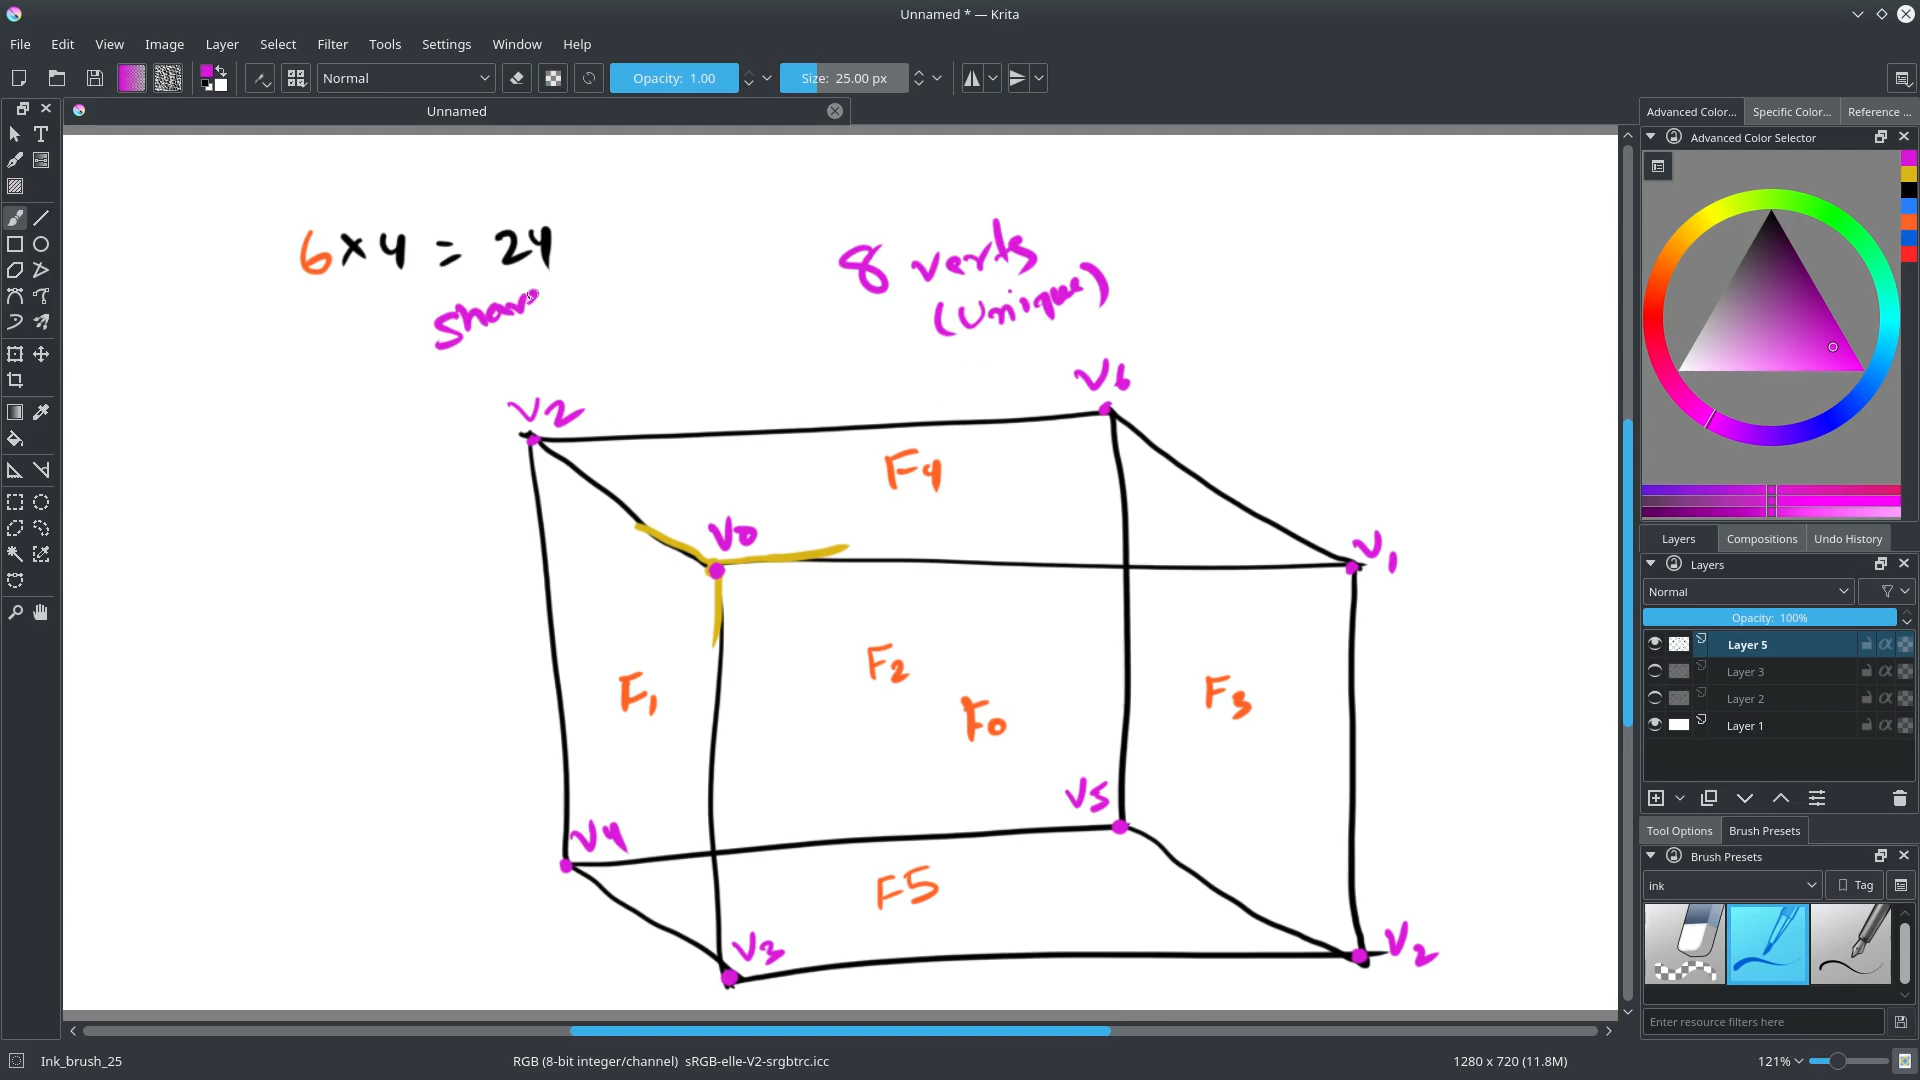 Unnamed * — Krita
File Edit View Image Layer Select Filter Tools Settings Window Help
Normal Opacity: 1.00 Size: 25.00 px
Unnamed
Advanced Color... Specific Color... Reference ...
Advanced Color Selector
6×4 = 24
shar
8 verts
(Unique)
V2
V6
F4
V0
V1
F1
F2
F0
F3
V5
V4
F5
V3
V2
Layers Compositions Undo History
Layers
Normal
Opacity: 100%
Layer 5
Layer 3
Layer 2
Layer 1
Tool Options Brush Presets
Brush Presets
ink Tag
Enter resource filters here
Ink_brush_25 RGB (8-bit integer/channel) sRGB-elle-V2-srgbtrc.icc 1280 x 720 (11.8M) 121%